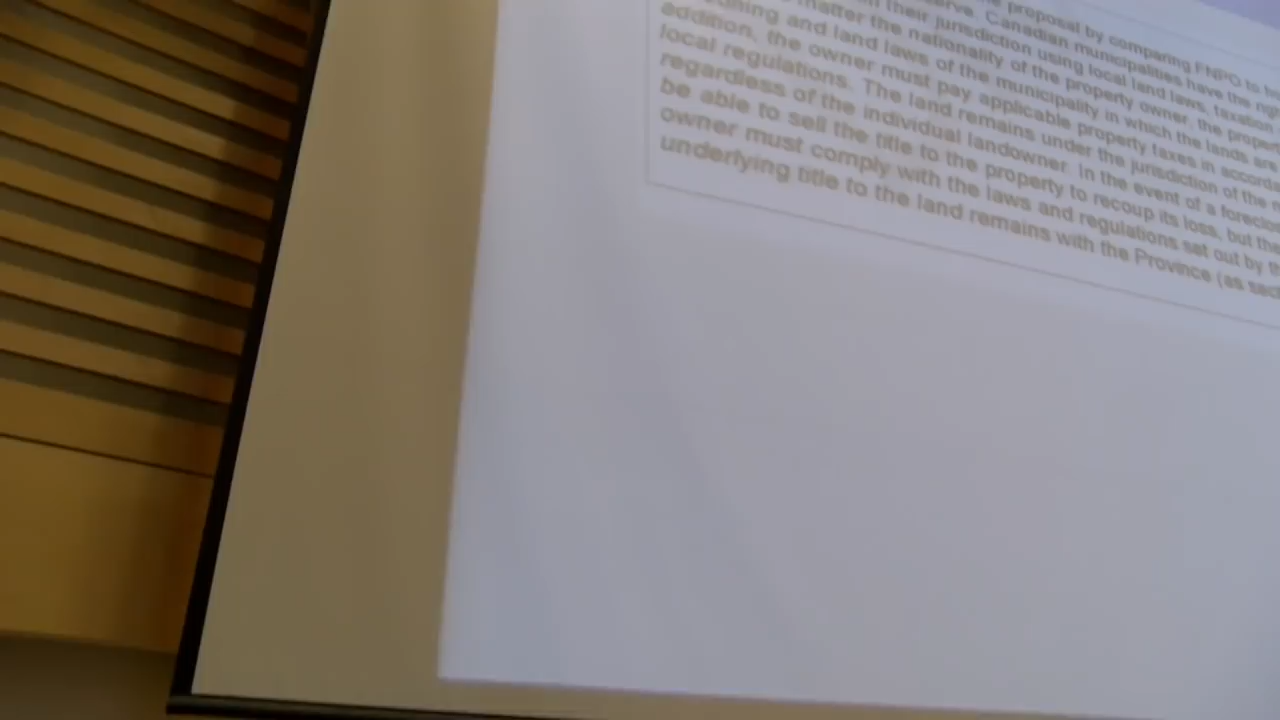 proposal by comparing FNPO to
their jurisdiction using local land laws, taxation
erve. Canadian municipalities have the
matter the nationality of the property owner, the
and land laws of the municipality in which the lands are
addition, the owner must pay applicable property taxes in
local regulations. The land remains under the jurisdiction of the
regardless of the individual landowner. In the event of a
be able to sell the title to the property to recoup its loss, but
owner must comply with the laws and regulations set out by
underlying title to the land remains with the Province (as